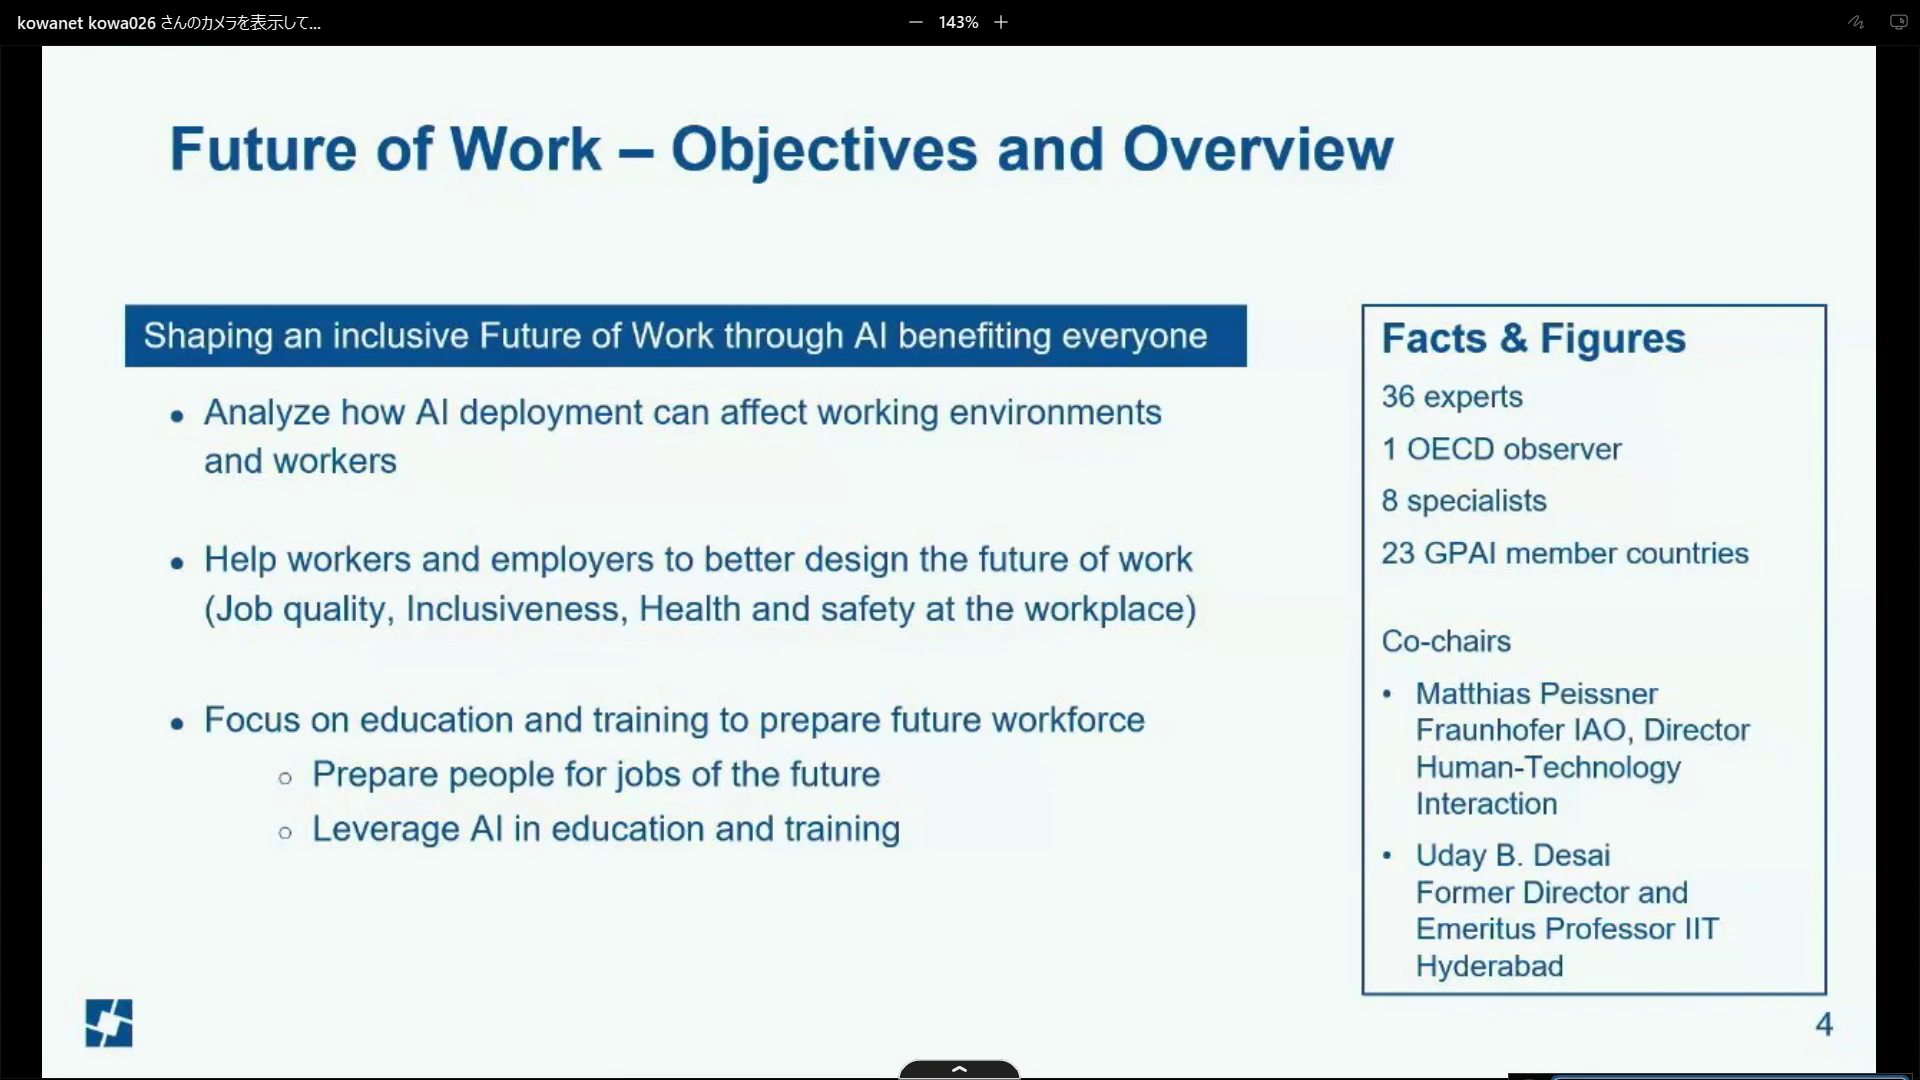 kowanet kowa026 さんのカメラを表示して...
143%
Future of Work – Objectives and Overview
Shaping an inclusive Future of Work through AI benefiting everyone
• Analyze how AI deployment can affect working environments
and workers
• Help workers and employers to better design the future of work
(Job quality, Inclusiveness, Health and safety at the workplace)
• Focus on education and training to prepare future workforce
○ Prepare people for jobs of the future
○ Leverage AI in education and training
Facts & Figures
36 experts
1 OECD observer
8 specialists
23 GPAI member countries
Co-chairs
• Matthias Peissner
Fraunhofer IAO, Director
Human-Technology
Interaction
• Uday B. Desai
Former Director and
Emeritus Professor IIT
Hyderabad
4